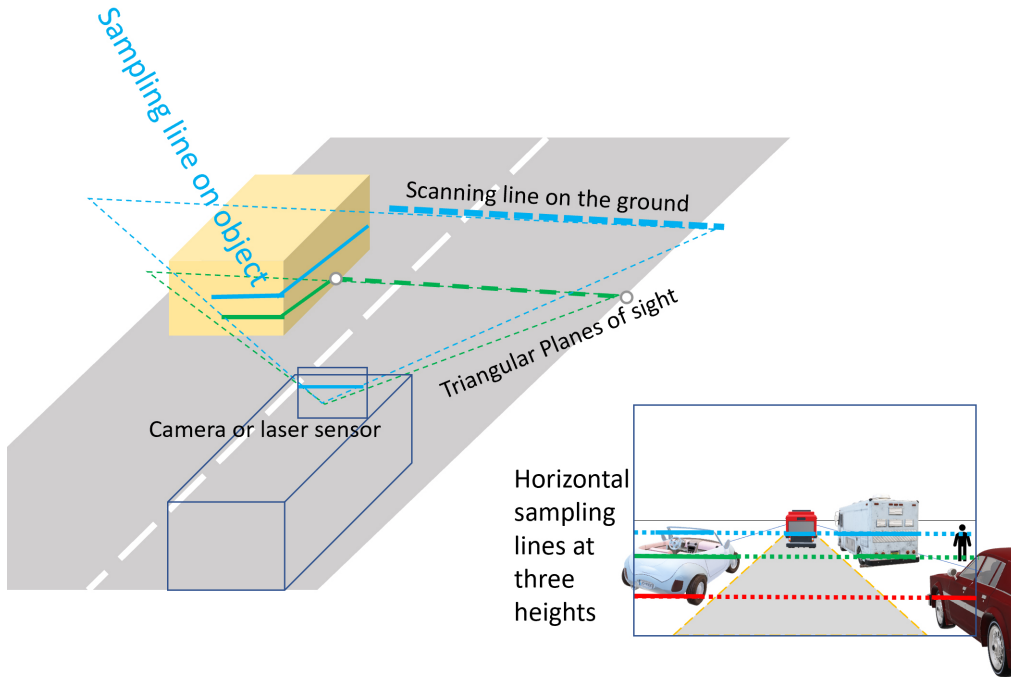 Sampling line on object
Scanning line on the ground
Triangular Planes of sight
Camera or laser sensor
Horizontal
sampling
lines at
three
heights